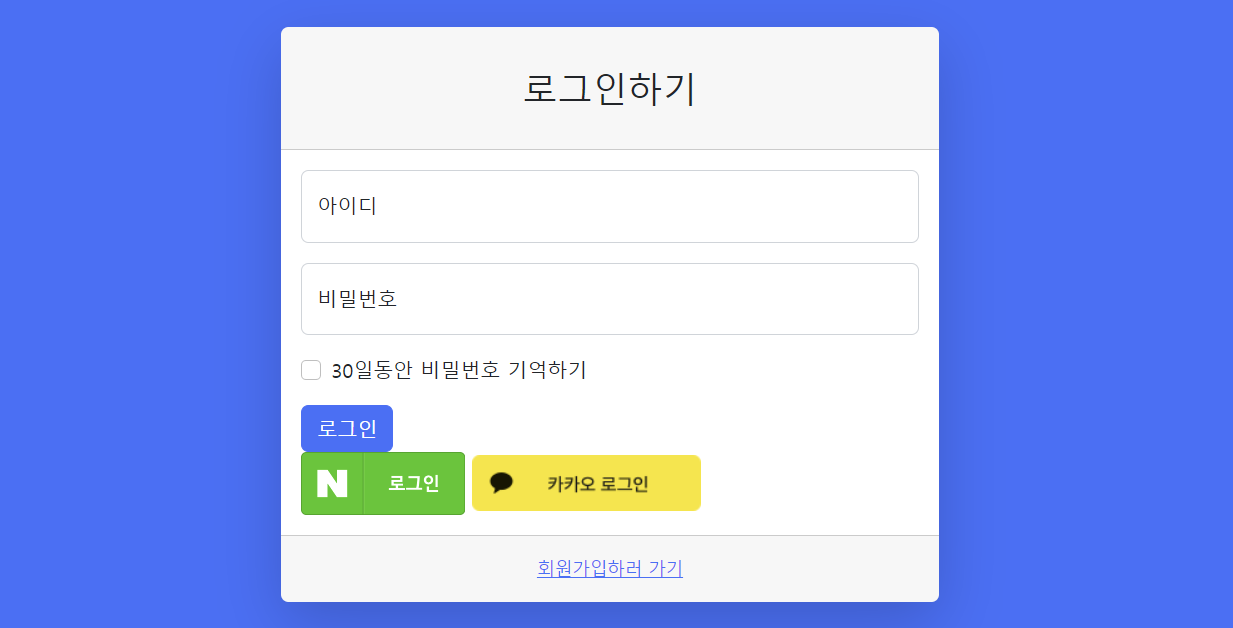 로그인하기
아이디
비밀번호
30일동안 비밀번호 기억하기
로그인
N 로그인
카카오 로그인
회원가입하러 가기